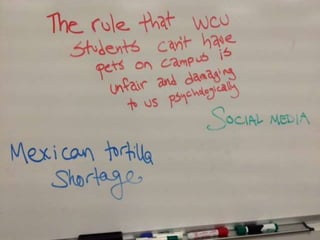 The rule that WCU
students can't have
pets on campus is
unfair and damaging
to us psychologically
SOCIAL MEDIA
Mexican tortilla
Shortage